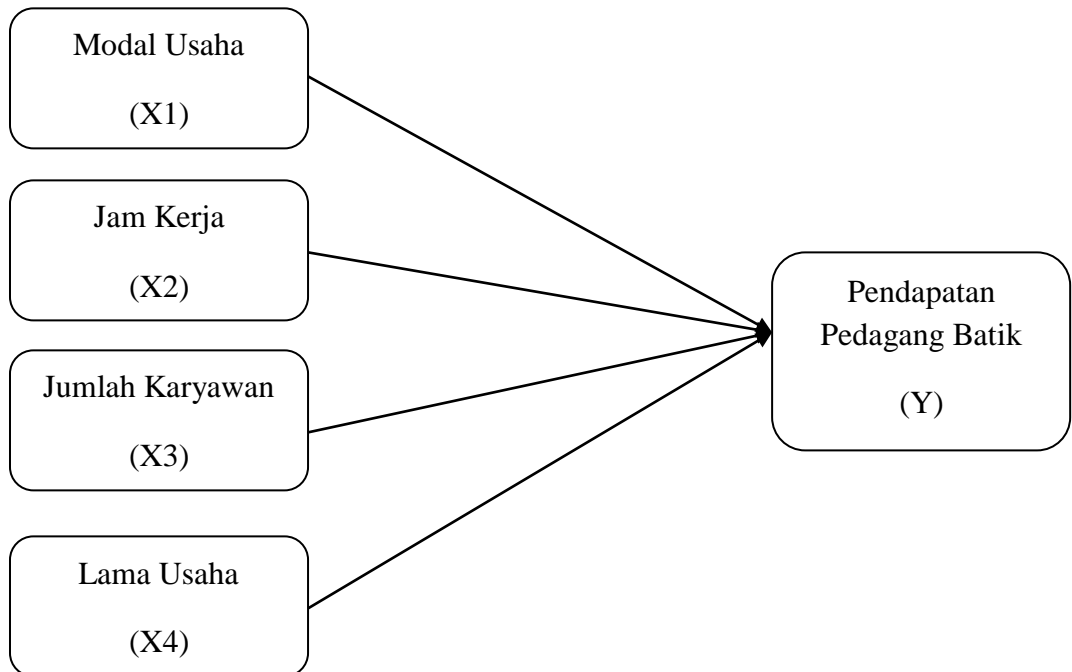 Modal Usaha
(X1)
Jam Kerja
(X2)
Jumlah Karyawan
(X3)
Lama Usaha
(X4)
Pendapatan
Pedagang Batik
(Y)